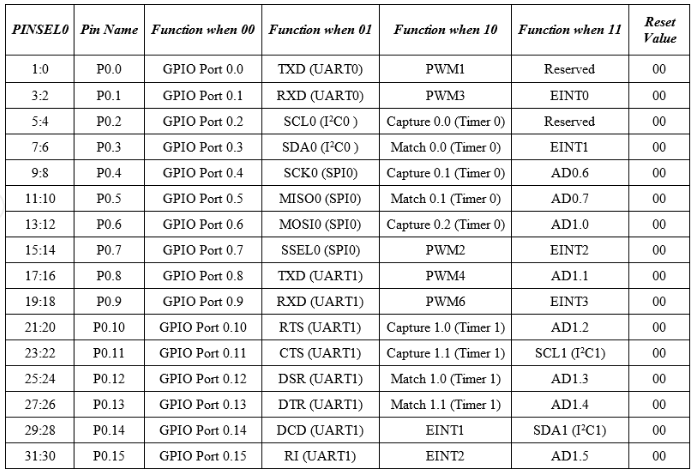 PINSEL0 Pin Name Function when 00 Function when 01 Function when 10 Function when 11 Reset Value
1:0 P0.0 GPIO Port 0.0 TXD (UART0) PWM1 Reserved 00
3:2 P0.1 GPIO Port 0.1 RXD (UART0) PWM3 EINT0 00
5:4 P0.2 GPIO Port 0.2 SCL0 (I²C0 ) Capture 0.0 (Timer 0) Reserved 00
7:6 P0.3 GPIO Port 0.3 SDA0 (I²C0 ) Match 0.0 (Timer 0) EINT1 00
9:8 P0.4 GPIO Port 0.4 SCK0 (SPI0) Capture 0.1 (Timer 0) AD0.6 00
11:10 P0.5 GPIO Port 0.5 MISO0 (SPI0) Match 0.1 (Timer 0) AD0.7 00
13:12 P0.6 GPIO Port 0.6 MOSI0 (SPI0) Capture 0.2 (Timer 0) AD1.0 00
15:14 P0.7 GPIO Port 0.7 SSEL0 (SPI0) PWM2 EINT2 00
17:16 P0.8 GPIO Port 0.8 TXD (UART1) PWM4 AD1.1 00
19:18 P0.9 GPIO Port 0.9 RXD (UART1) PWM6 EINT3 00
21:20 P0.10 GPIO Port 0.10 RTS (UART1) Capture 1.0 (Timer 1) AD1.2 00
23:22 P0.11 GPIO Port 0.11 CTS (UART1) Capture 1.1 (Timer 1) SCL1 (I²C1) 00
25:24 P0.12 GPIO Port 0.12 DSR (UART1) Match 1.0 (Timer 1) AD1.3 00
27:26 P0.13 GPIO Port 0.13 DTR (UART1) Match 1.1 (Timer 1) AD1.4 00
29:28 P0.14 GPIO Port 0.14 DCD (UART1) EINT1 SDA1 (I²C1) 00
31:30 P0.15 GPIO Port 0.15 RI (UART1) EINT2 AD1.5 00